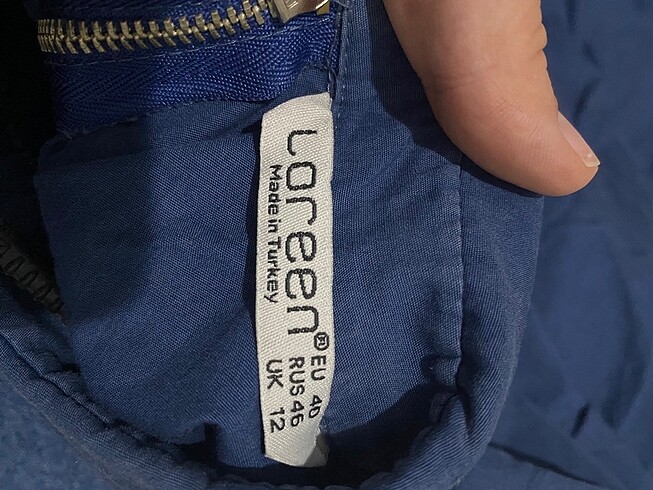 Loreen®
Made in Turkey
EU 40
RUS 46
UK 12